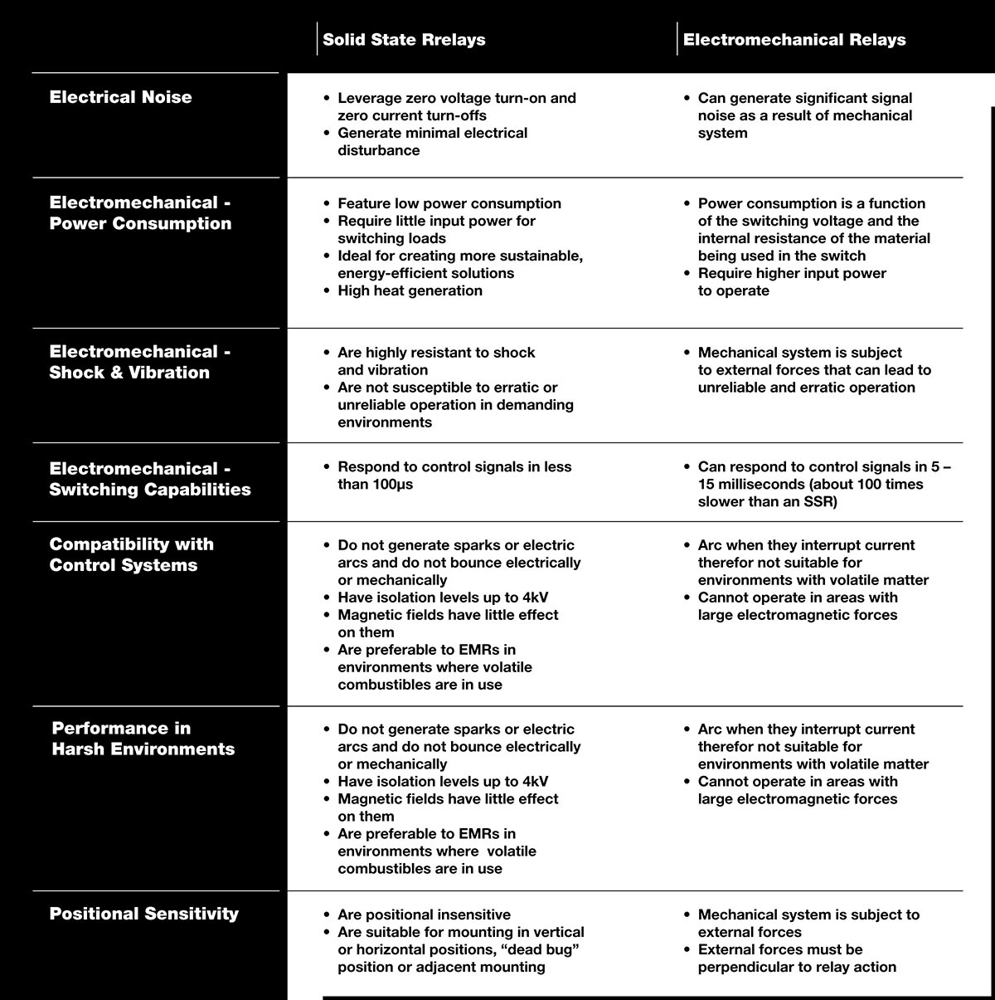 Solid State Rrelays
Electromechanical Relays
Electrical Noise
• Leverage zero voltage turn-on and
zero current turn-offs
• Generate minimal electrical
disturbance
• Can generate significant signal
noise as a result of mechanical
system
Electromechanical -
Power Consumption
• Feature low power consumption
• Require little input power for
switching loads
• Ideal for creating more sustainable,
energy-efficient solutions
• High heat generation
• Power consumption is a function
of the switching voltage and the
internal resistance of the material
being used in the switch
• Require higher input power
to operate
Electromechanical -
Shock & Vibration
• Are highly resistant to shock
and vibration
• Are not susceptible to erratic or
unreliable operation in demanding
environments
• Mechanical system is subject
to external forces that can lead to
unreliable and erratic operation
Electromechanical -
Switching Capabilities
• Respond to control signals in less
than 100µs
• Can respond to control signals in 5 –
15 milliseconds (about 100 times
slower than an SSR)
Compatibility with
Control Systems
• Do not generate sparks or electric
arcs and do not bounce electrically
or mechanically
• Have isolation levels up to 4kV
• Magnetic fields have little effect
on them
• Are preferable to EMRs in
environments where volatile
combustibles are in use
• Arc when they interrupt current
therefor not suitable for
environments with volatile matter
• Cannot operate in areas with
large electromagnetic forces
Performance in
Harsh Environments
• Do not generate sparks or electric
arcs and do not bounce electrically
or mechanically
• Have isolation levels up to 4kV
• Magnetic fields have little effect
on them
• Are preferable to EMRs in
environments where volatile
combustibles are in use
• Arc when they interrupt current
therefor not suitable for
environments with volatile matter
• Cannot operate in areas with
large electromagnetic forces
Positional Sensitivity
• Are positional insensitive
• Are suitable for mounting in vertical
or horizontal positions, “dead bug”
position or adjacent mounting
• Mechanical system is subject to
external forces
• External forces must be
perpendicular to relay action